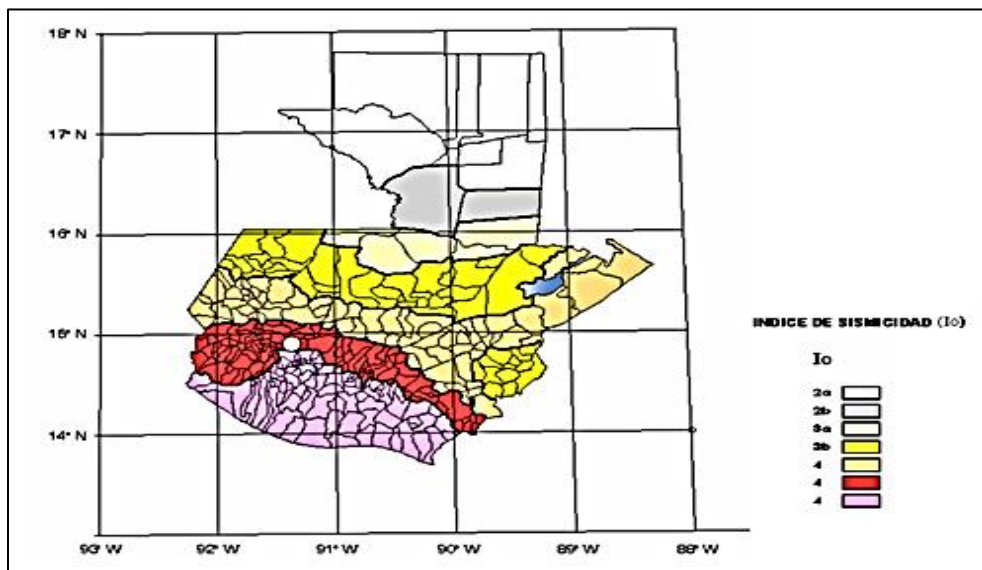 18° N
17° N
16° N
15° N
14° N
93° W 92° W 91° W 90° W 89° W 88° W
INDICE DE SISMICIDAD (Io)
Io
2a
2b
3a
3b
4
4
4